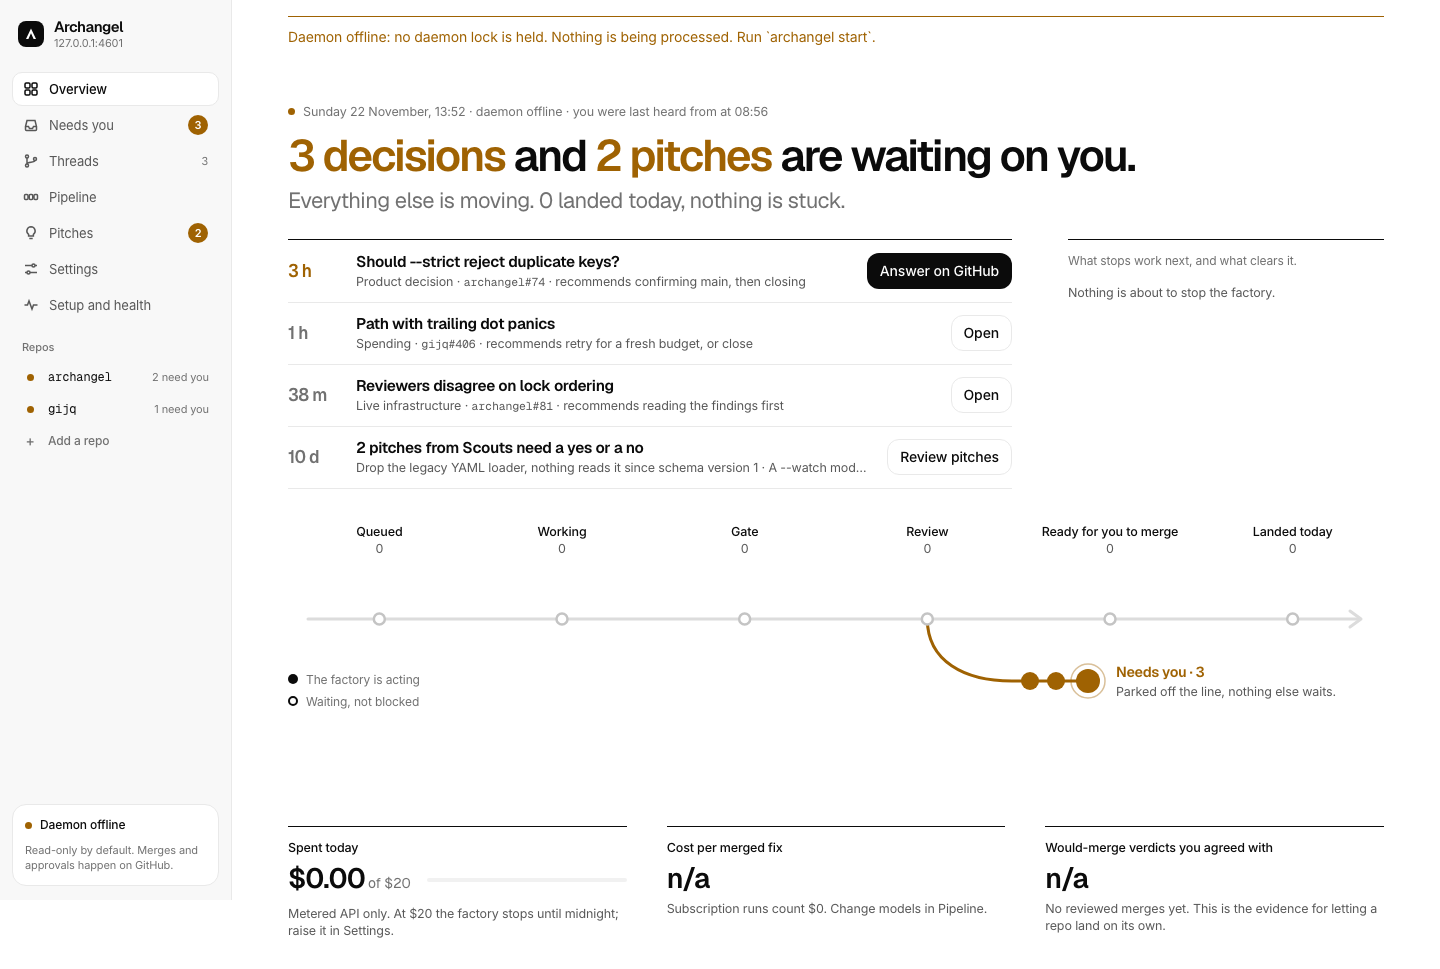 Archangel
127.0.0.1:4601
Overview
Needs you 3
Threads 3
Pipeline
Pitches 2
Settings
Setup and health
Repos
archangel 2 need you
gijq 1 need you
+ Add a repo
Daemon offline
Read-only by default. Merges and
approvals happen on GitHub.
Daemon offline: no daemon lock is held. Nothing is being processed. Run `archangel start`.
Sunday 22 November, 13:52 · daemon offline · you were last heard from at 08:56
3 decisions and 2 pitches are waiting on you.
Everything else is moving. 0 landed today, nothing is stuck.
3 h
Should --strict reject duplicate keys?
Product decision · archangel#74 · recommends confirming main, then closing
Answer on GitHub
1 h
Path with trailing dot panics
Spending · gijq#406 · recommends retry for a fresh budget, or close
Open
38 m
Reviewers disagree on lock ordering
Live infrastructure · archangel#81 · recommends reading the findings first
Open
10 d
2 pitches from Scouts need a yes or a no
Drop the legacy YAML loader, nothing reads it since schema version 1 · A --watch mod...
Review pitches
What stops work next, and what clears it.
Nothing is about to stop the factory.
Queued
0
Working
0
Gate
0
Review
0
Ready for you to merge
0
Landed today
0
Needs you · 3
Parked off the line, nothing else waits.
The factory is acting
Waiting, not blocked
Spent today
$0.00 of $20
Metered API only. At $20 the factory stops until midnight;
raise it in Settings.
Cost per merged fix
n/a
Subscription runs count $0. Change models in Pipeline.
Would-merge verdicts you agreed with
n/a
No reviewed merges yet. This is the evidence for letting a
repo land on its own.